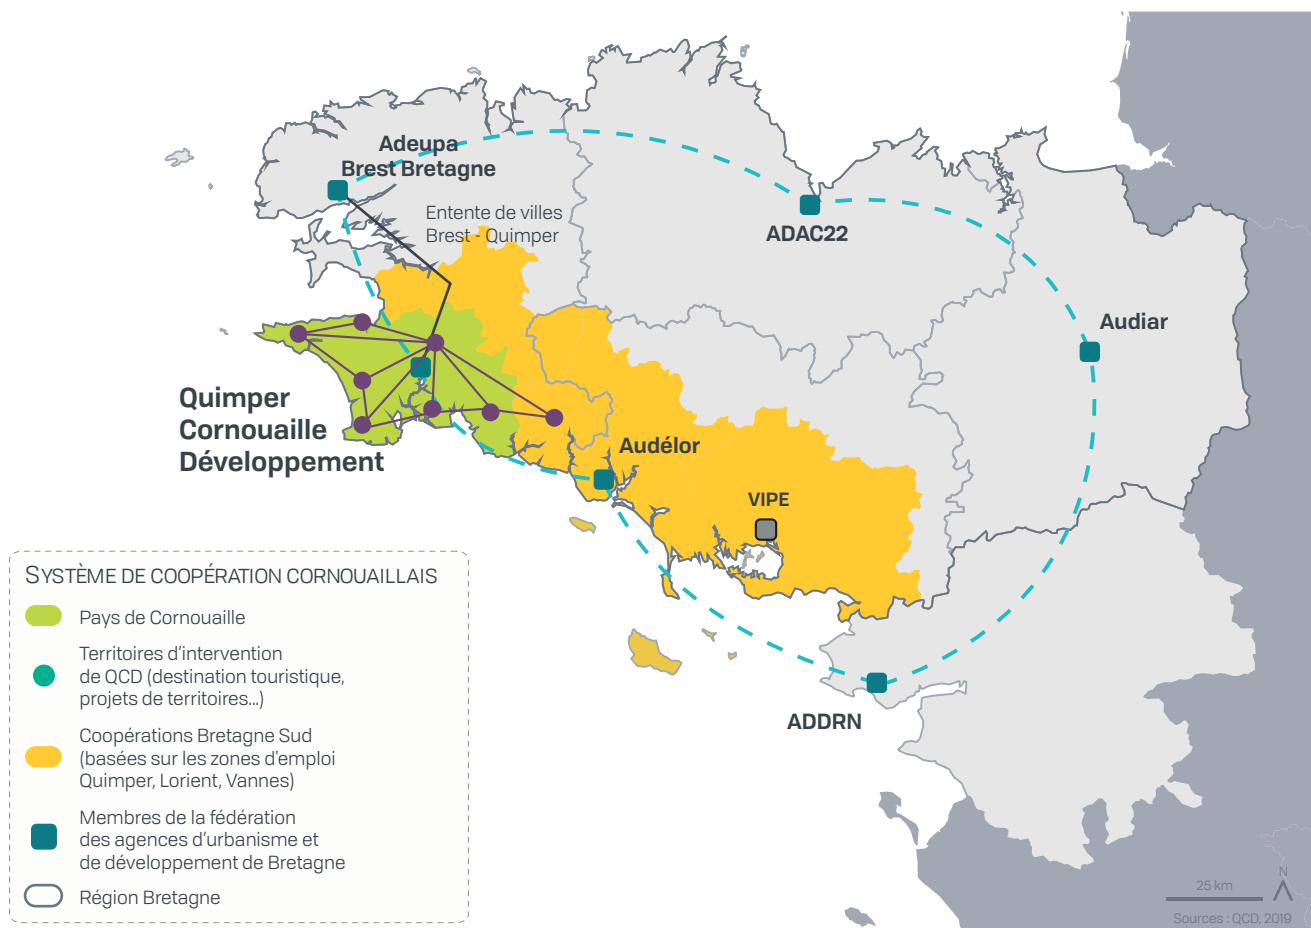 Adeupa
Brest Bretagne
Entente de villes
Brest - Quimper
ADAC22
Audiar
Quimper
Cornouaille
Développement
Audélor
VIPE
ADDRN
SYSTÈME DE COOPÉRATION CORNOUAILLAIS
Pays de Cornouaille
Territoires d'intervention
de QCD (destination touristique,
projets de territoires...)
Coopérations Bretagne Sud
(basées sur les zones d'emploi
Quimper, Lorient, Vannes)
Membres de la fédération
des agences d'urbanisme et
de développement de Bretagne
Région Bretagne
25 km
N
Sources : QCD, 2019